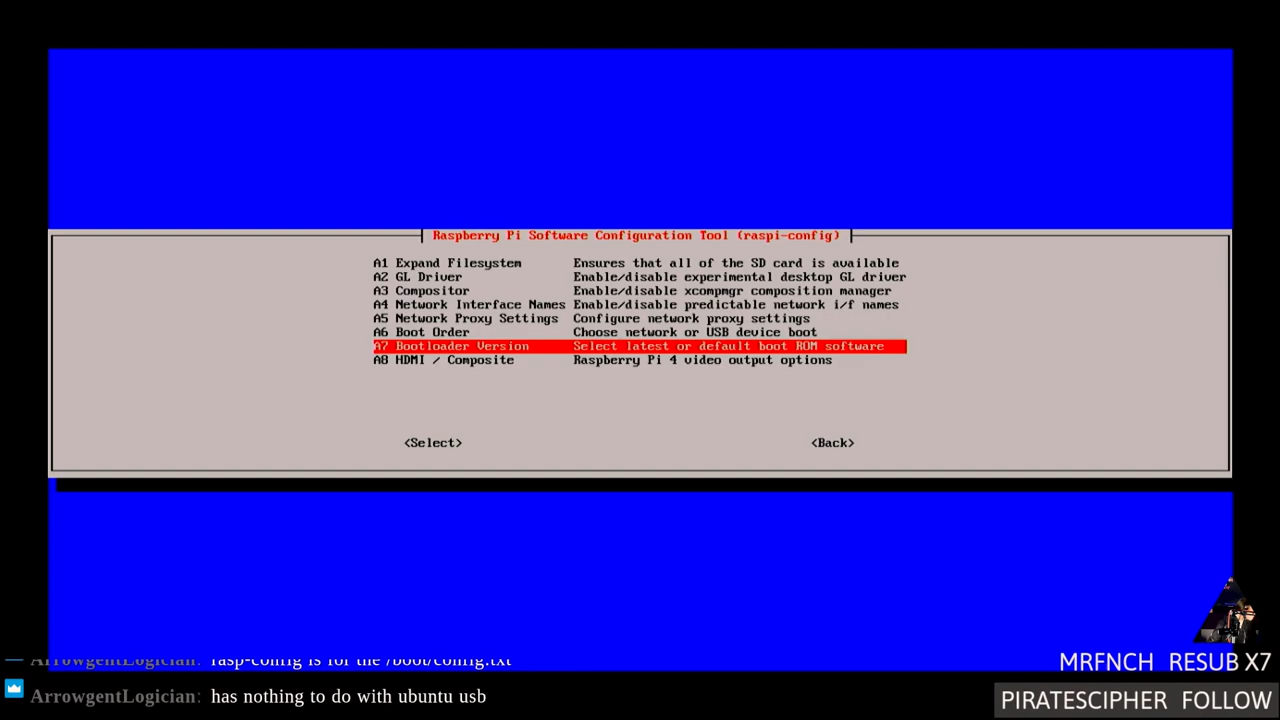 Raspberry Pi Software Configuration Tool (raspi-config)
A1 Expand Filesystem Ensures that all of the SD card is available
A2 GL Driver Enable/disable experimental desktop GL driver
A3 Compositor Enable/disable xcompmgr composition manager
A4 Network Interface Names Enable/disable predictable network i/f names
A5 Network Proxy Settings Configure network proxy settings
A6 Boot Order Choose network or USB device boot
A7 Bootloader Version Select latest or default boot ROM software
A8 HDMI / Composite Raspberry Pi 4 video output options
<Select> <Back>
ArrowgentLogician: rasp-config is for the /boot/config.txt
ArrowgentLogician: has nothing to do with ubuntu usb
MRFNCH RESUB X7
PIRATESCIPHER FOLLOW